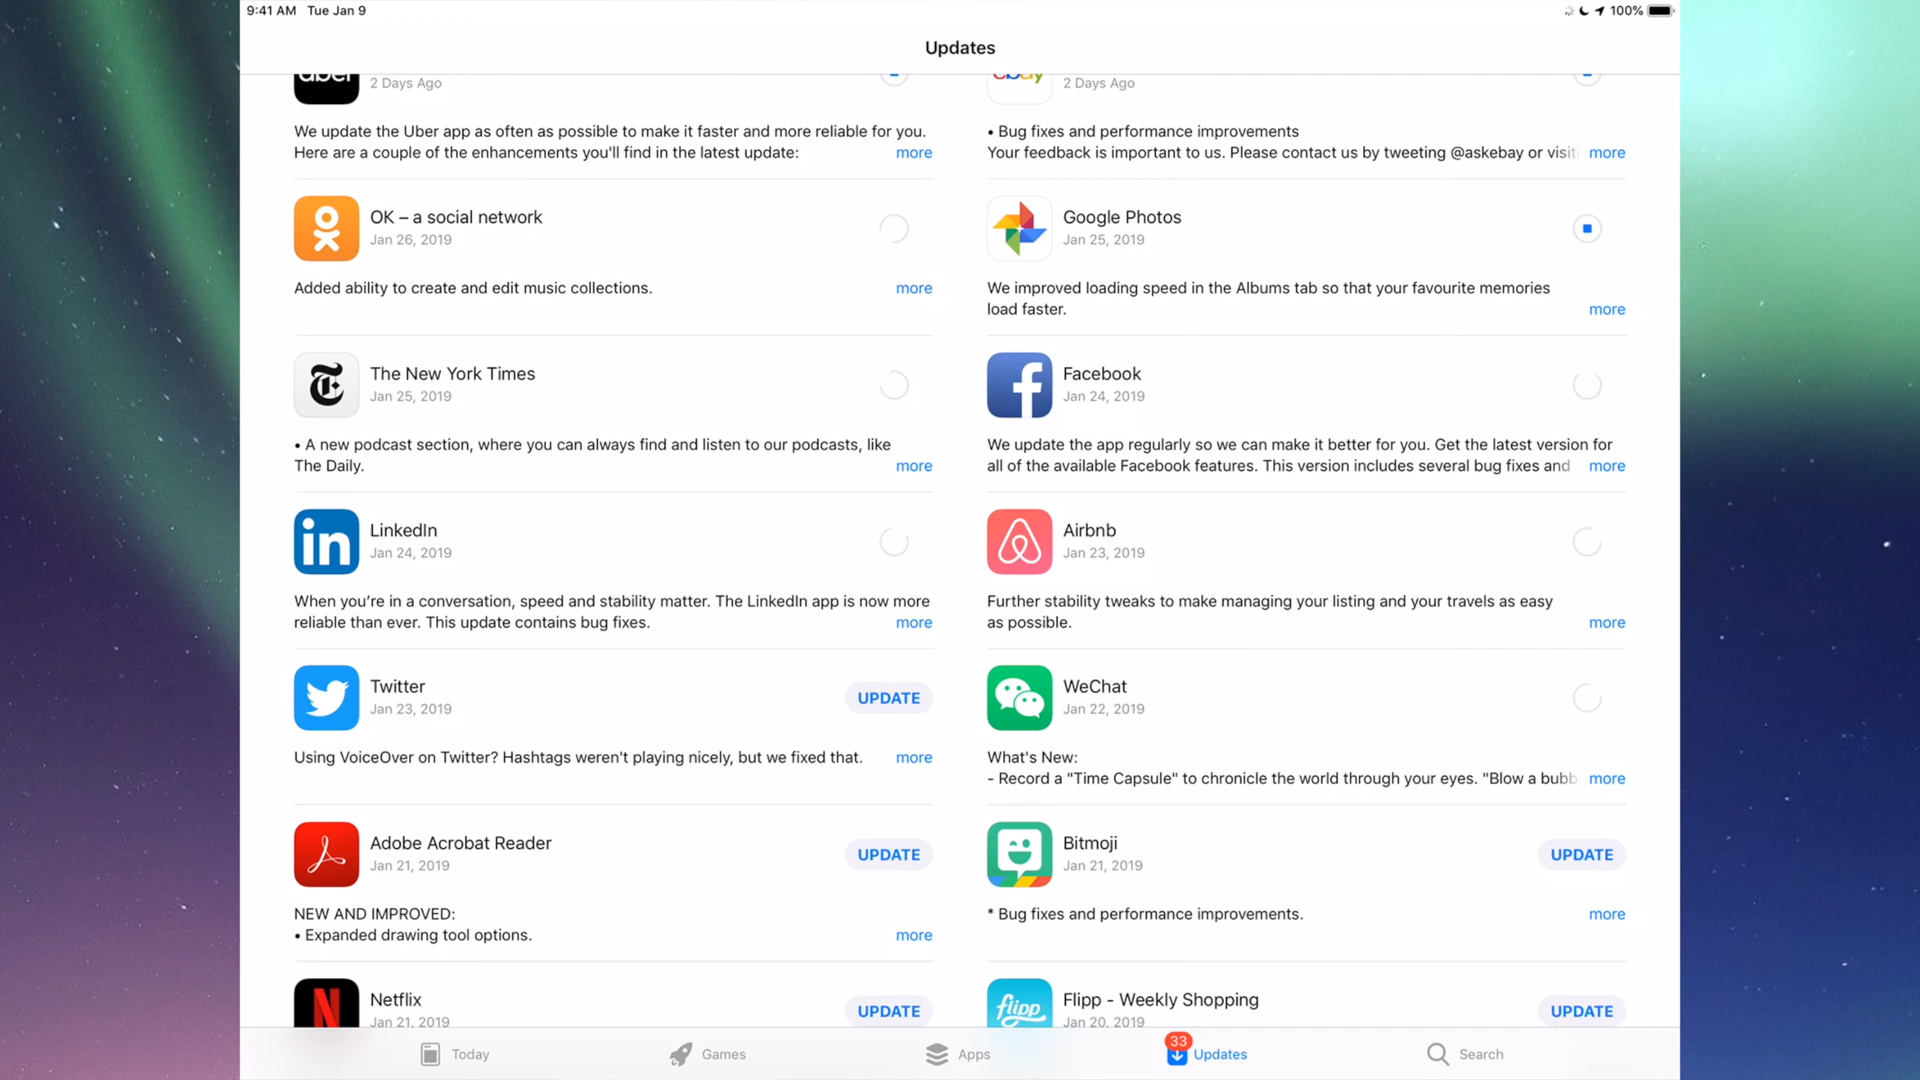 9:41 AM Tue Jan 9
100%
Updates
uber
2 Days Ago
We update the Uber app as often as possible to make it faster and more reliable for you.
Here are a couple of the enhancements you'll find in the latest update:
more
ebay
2 Days Ago
• Bug fixes and performance improvements
Your feedback is important to us. Please contact us by tweeting @askebay or visit
more
OK – a social network
Jan 26, 2019
Added ability to create and edit music collections.
more
Google Photos
Jan 25, 2019
We improved loading speed in the Albums tab so that your favourite memories
load faster.
more
The New York Times
Jan 25, 2019
• A new podcast section, where you can always find and listen to our podcasts, like
The Daily.
more
Facebook
Jan 24, 2019
We update the app regularly so we can make it better for you. Get the latest version for
all of the available Facebook features. This version includes several bug fixes and
more
in
LinkedIn
Jan 24, 2019
When you’re in a conversation, speed and stability matter. The LinkedIn app is now more
reliable than ever. This update contains bug fixes.
more
Airbnb
Jan 23, 2019
Further stability tweaks to make managing your listing and your travels as easy
as possible.
more
Twitter
Jan 23, 2019
UPDATE
Using VoiceOver on Twitter? Hashtags weren't playing nicely, but we fixed that.
more
WeChat
Jan 22, 2019
What's New:
- Record a "Time Capsule" to chronicle the world through your eyes. "Blow a bubb
more
Adobe Acrobat Reader
Jan 21, 2019
UPDATE
NEW AND IMPROVED:
• Expanded drawing tool options.
more
Bitmoji
Jan 21, 2019
UPDATE
* Bug fixes and performance improvements.
more
Netflix
Jan 21, 2019
UPDATE
flipp
Flipp - Weekly Shopping
Jan 20, 2019
UPDATE
Today
Games
Apps
33
Updates
Search